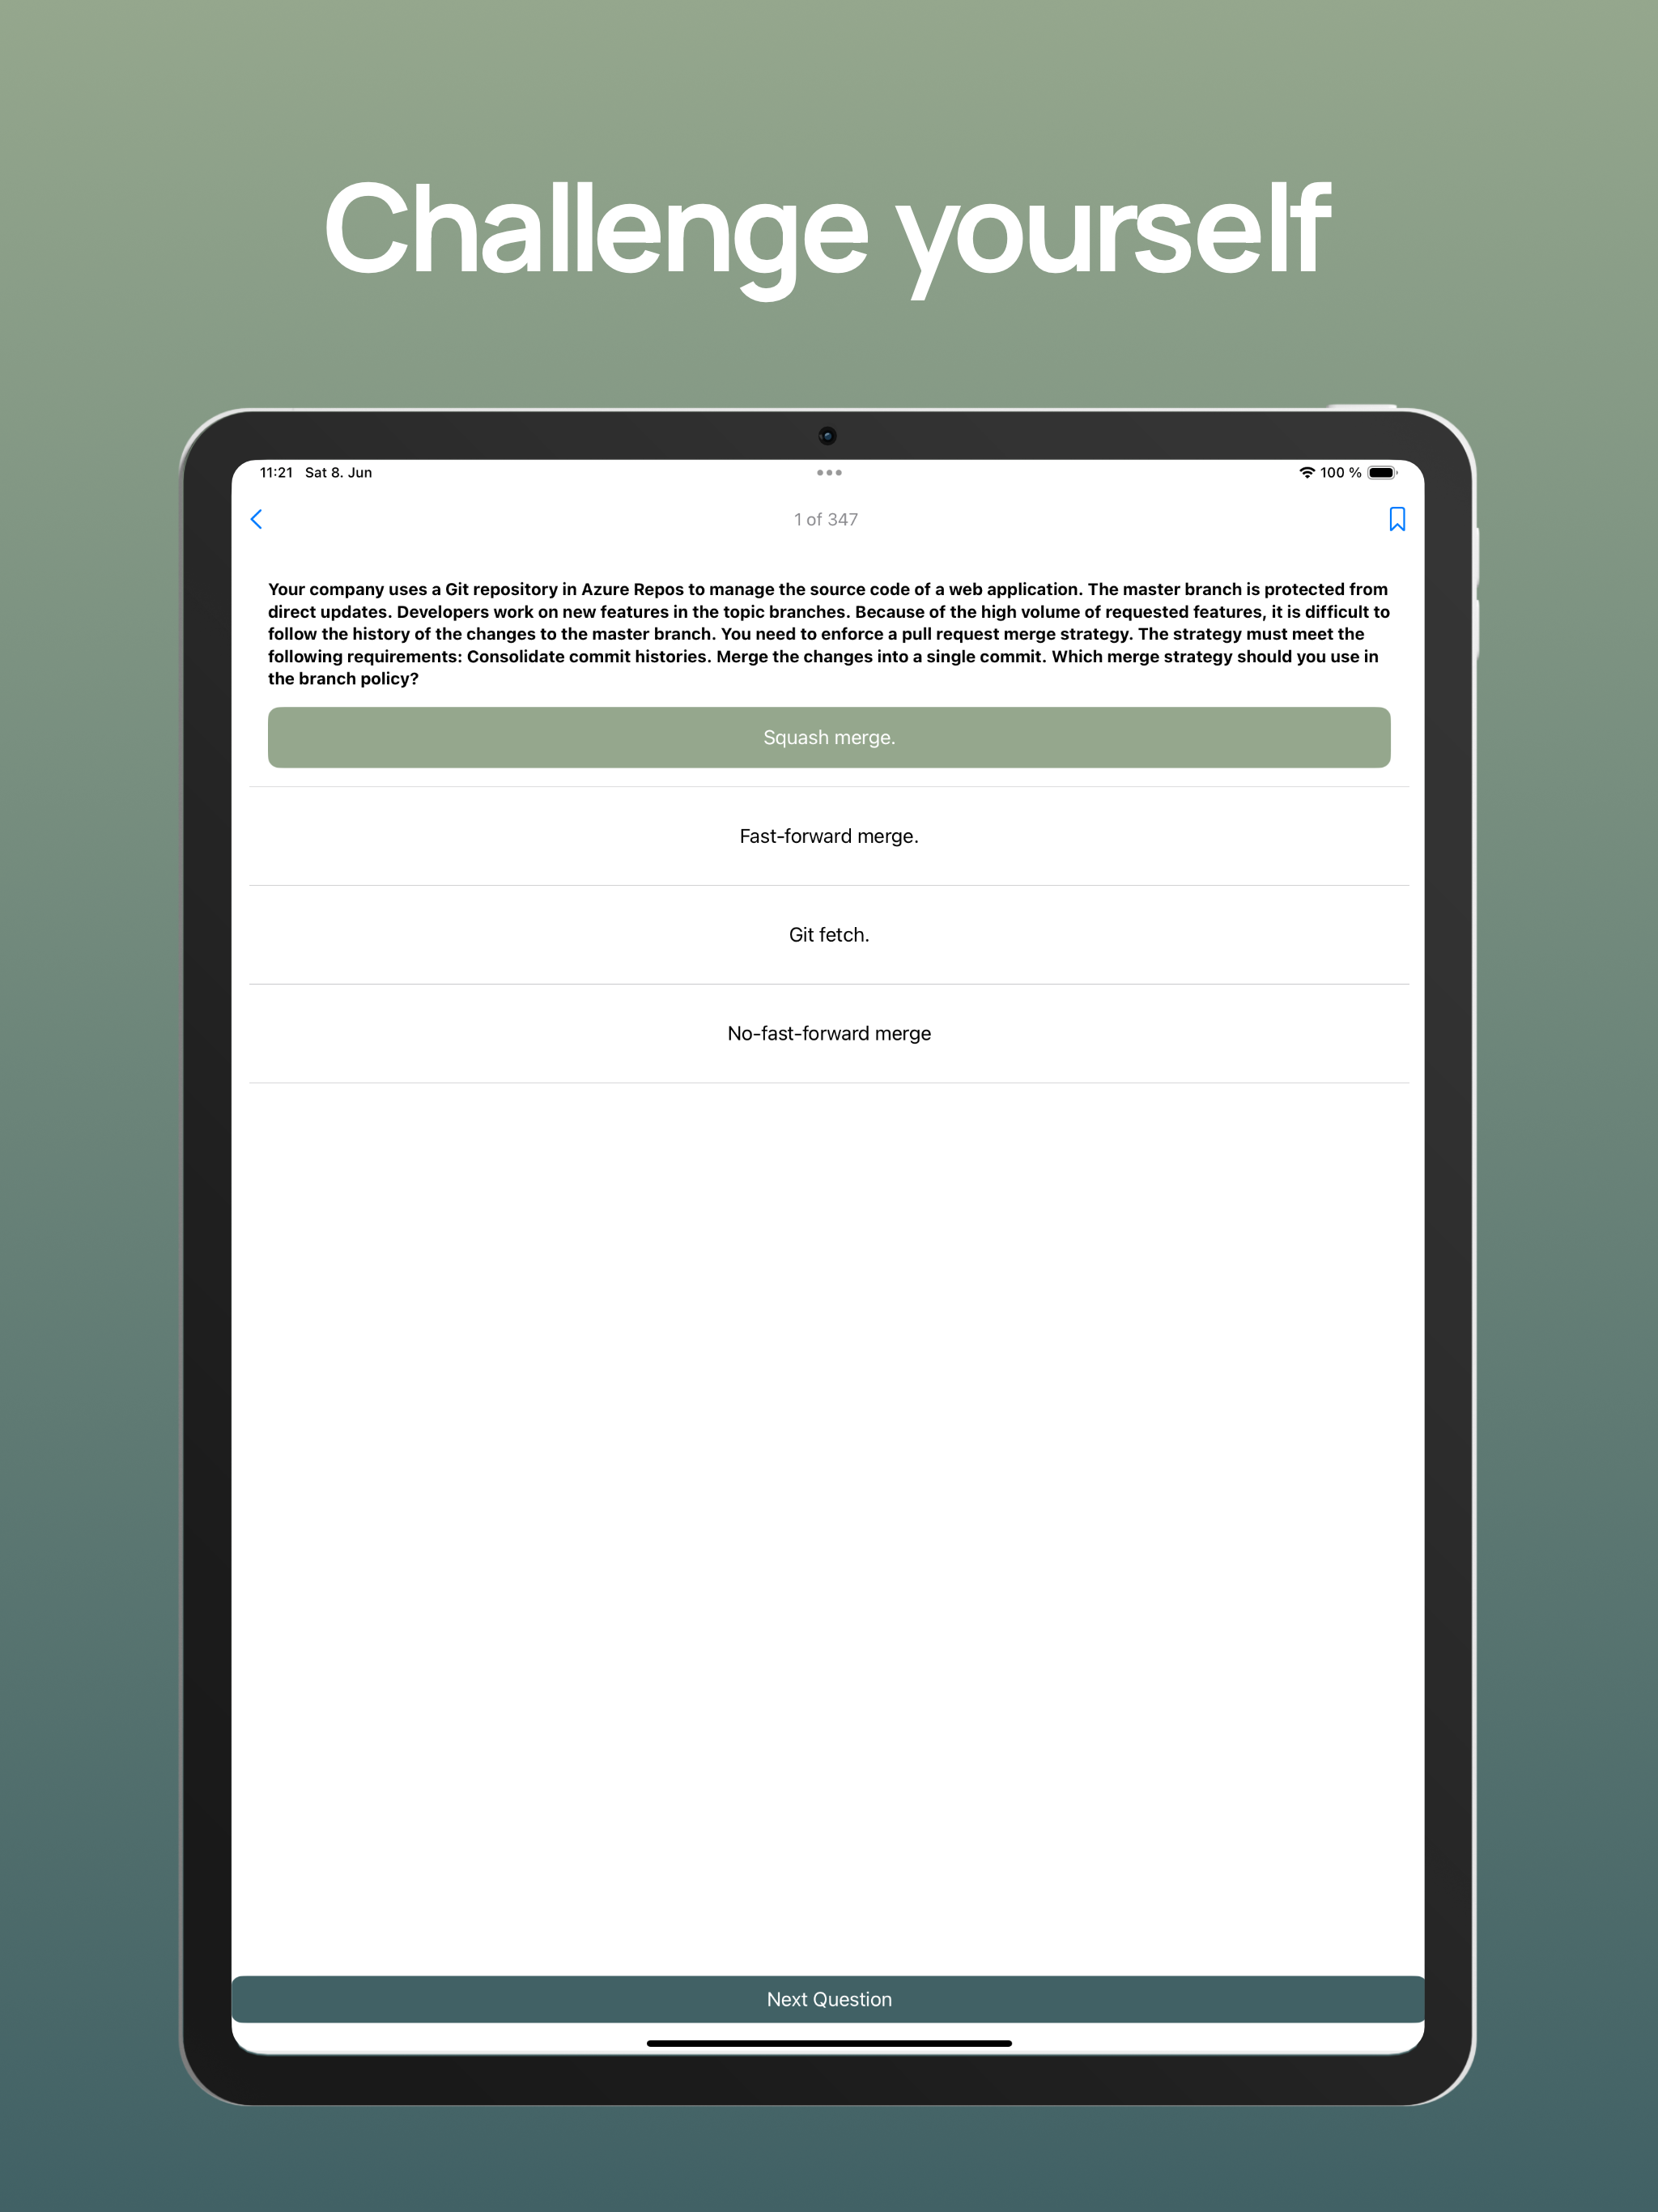 Challenge yourself
11:21 Sat 8. Jun
100 %
1 of 347
Your company uses a Git repository in Azure Repos to manage the source code of a web application. The master branch is protected from
direct updates. Developers work on new features in the topic branches. Because of the high volume of requested features, it is difficult to
follow the history of the changes to the master branch. You need to enforce a pull request merge strategy. The strategy must meet the
following requirements: Consolidate commit histories. Merge the changes into a single commit. Which merge strategy should you use in
the branch policy?
Squash merge.
Fast-forward merge.
Git fetch.
No-fast-forward merge
Next Question